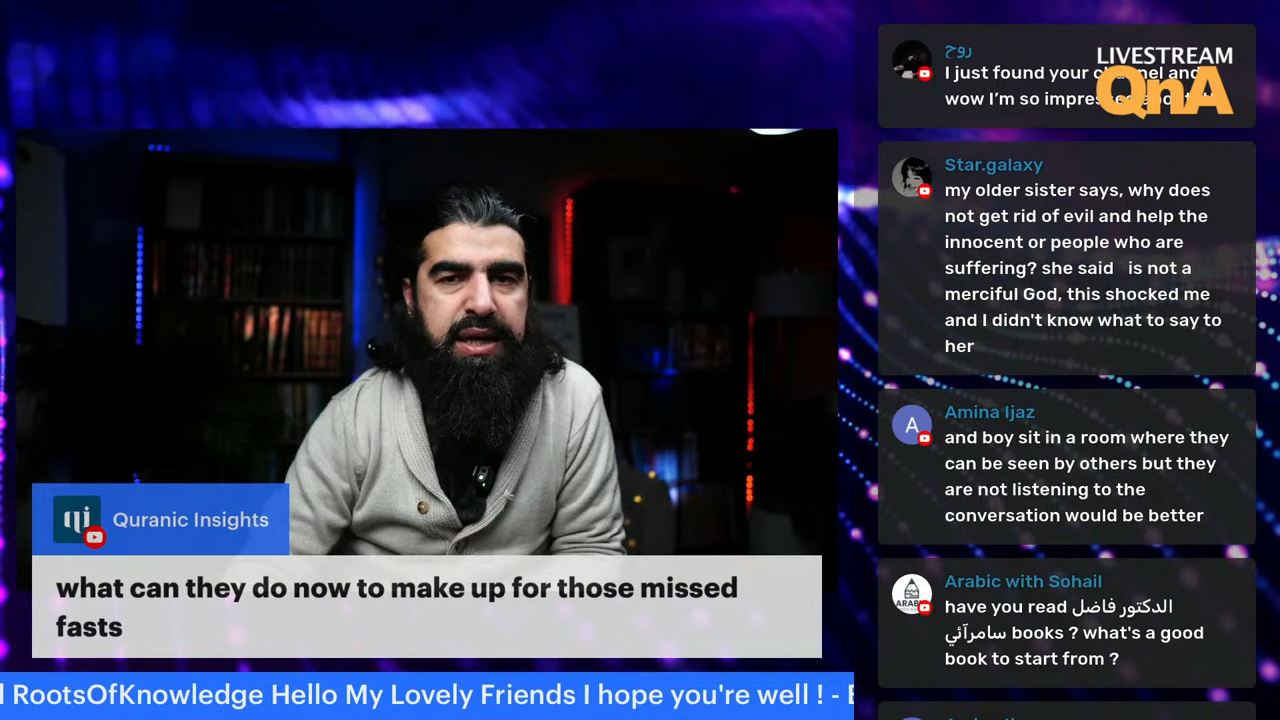 روح
I just found your channel and
wow I’m so impressed
LIVESTREAM
QnA
Star.galaxy
my older sister says, why does
not get rid of evil and help the
innocent or people who are
suffering? she said is not a
merciful God, this shocked me
and I didn't know what to say to
her
A
Amina Ijaz
and boy sit in a room where they
can be seen by others but they
are not listening to the
conversation would be better
ARABIC
Arabic with Sohail
have you read الدكتور فاضل
سامرآئي books ? what's a good
book to start from ?
qi
Quranic Insights
what can they do now to make up for those missed
fasts
RootsOfKnowledge Hello My Lovely Friends I hope you're well ! -